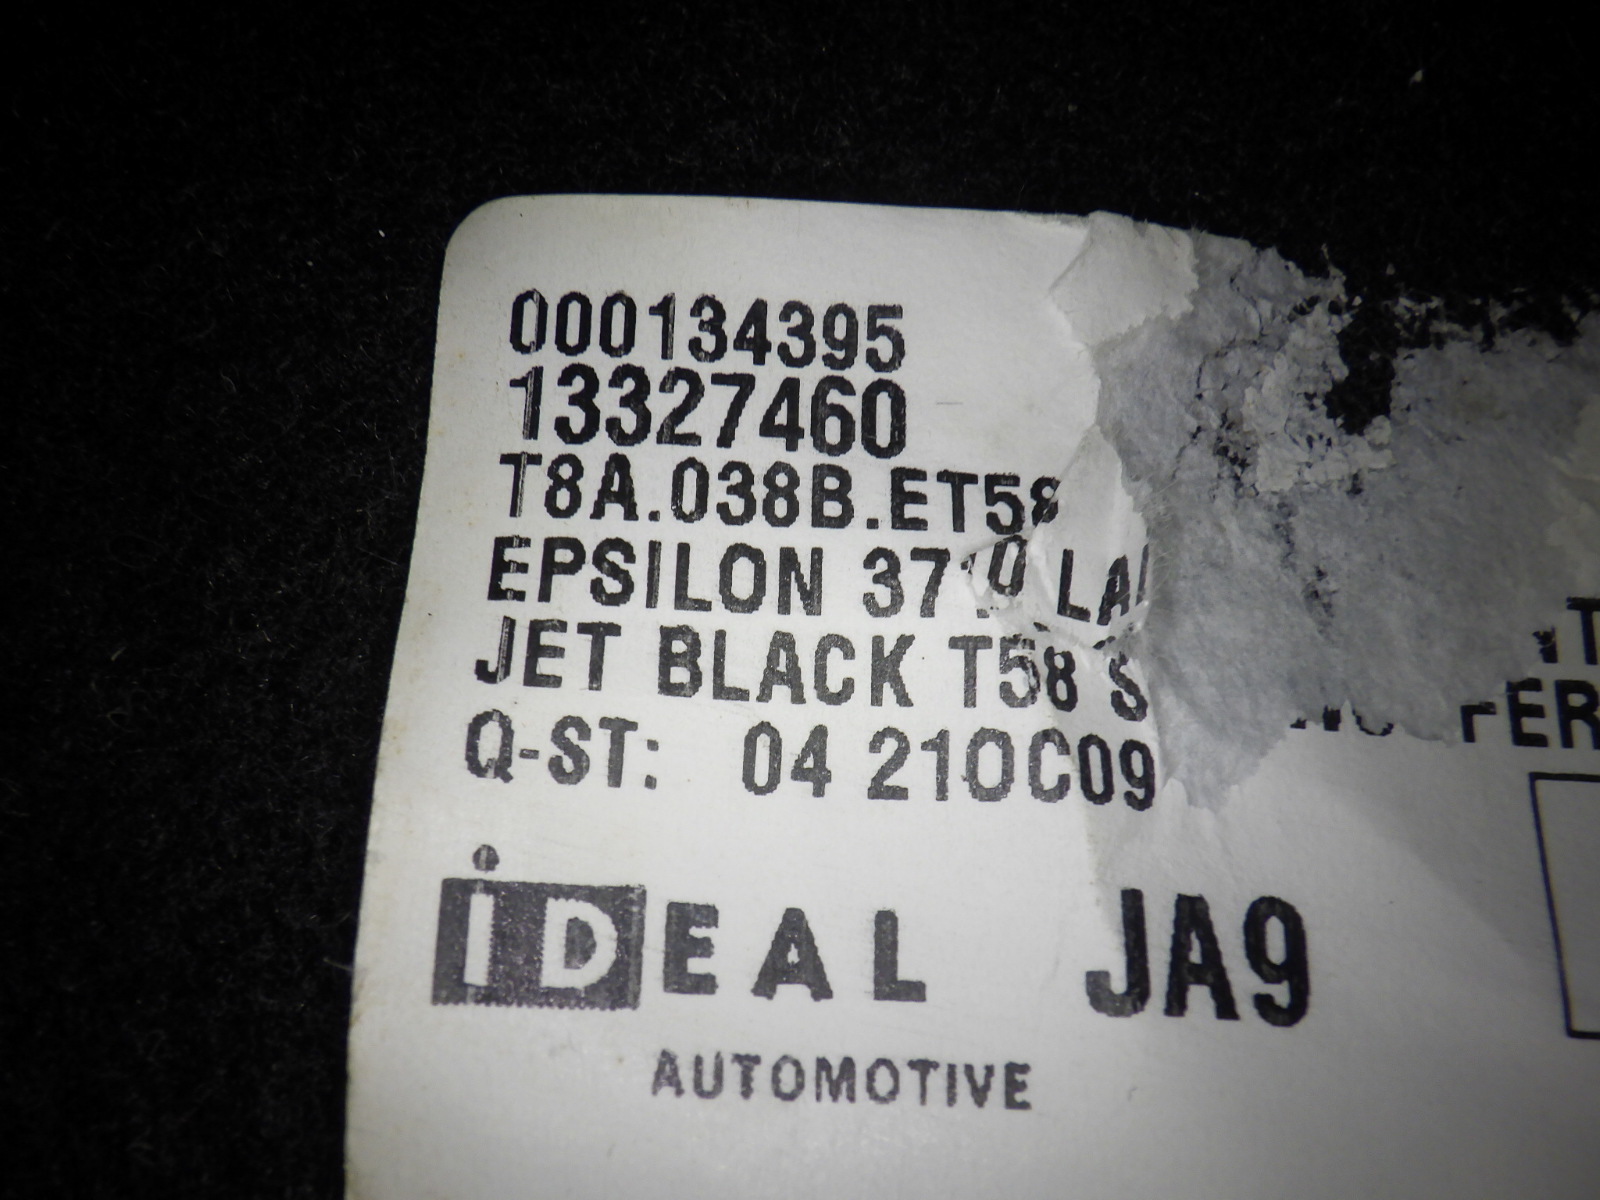 000134395
13327460
T8A.038B.ET58
EPSILON
JET BLACK T58 S
Q-ST: 04 21OC09
iDEAL JA9
AUTOMOTIVE